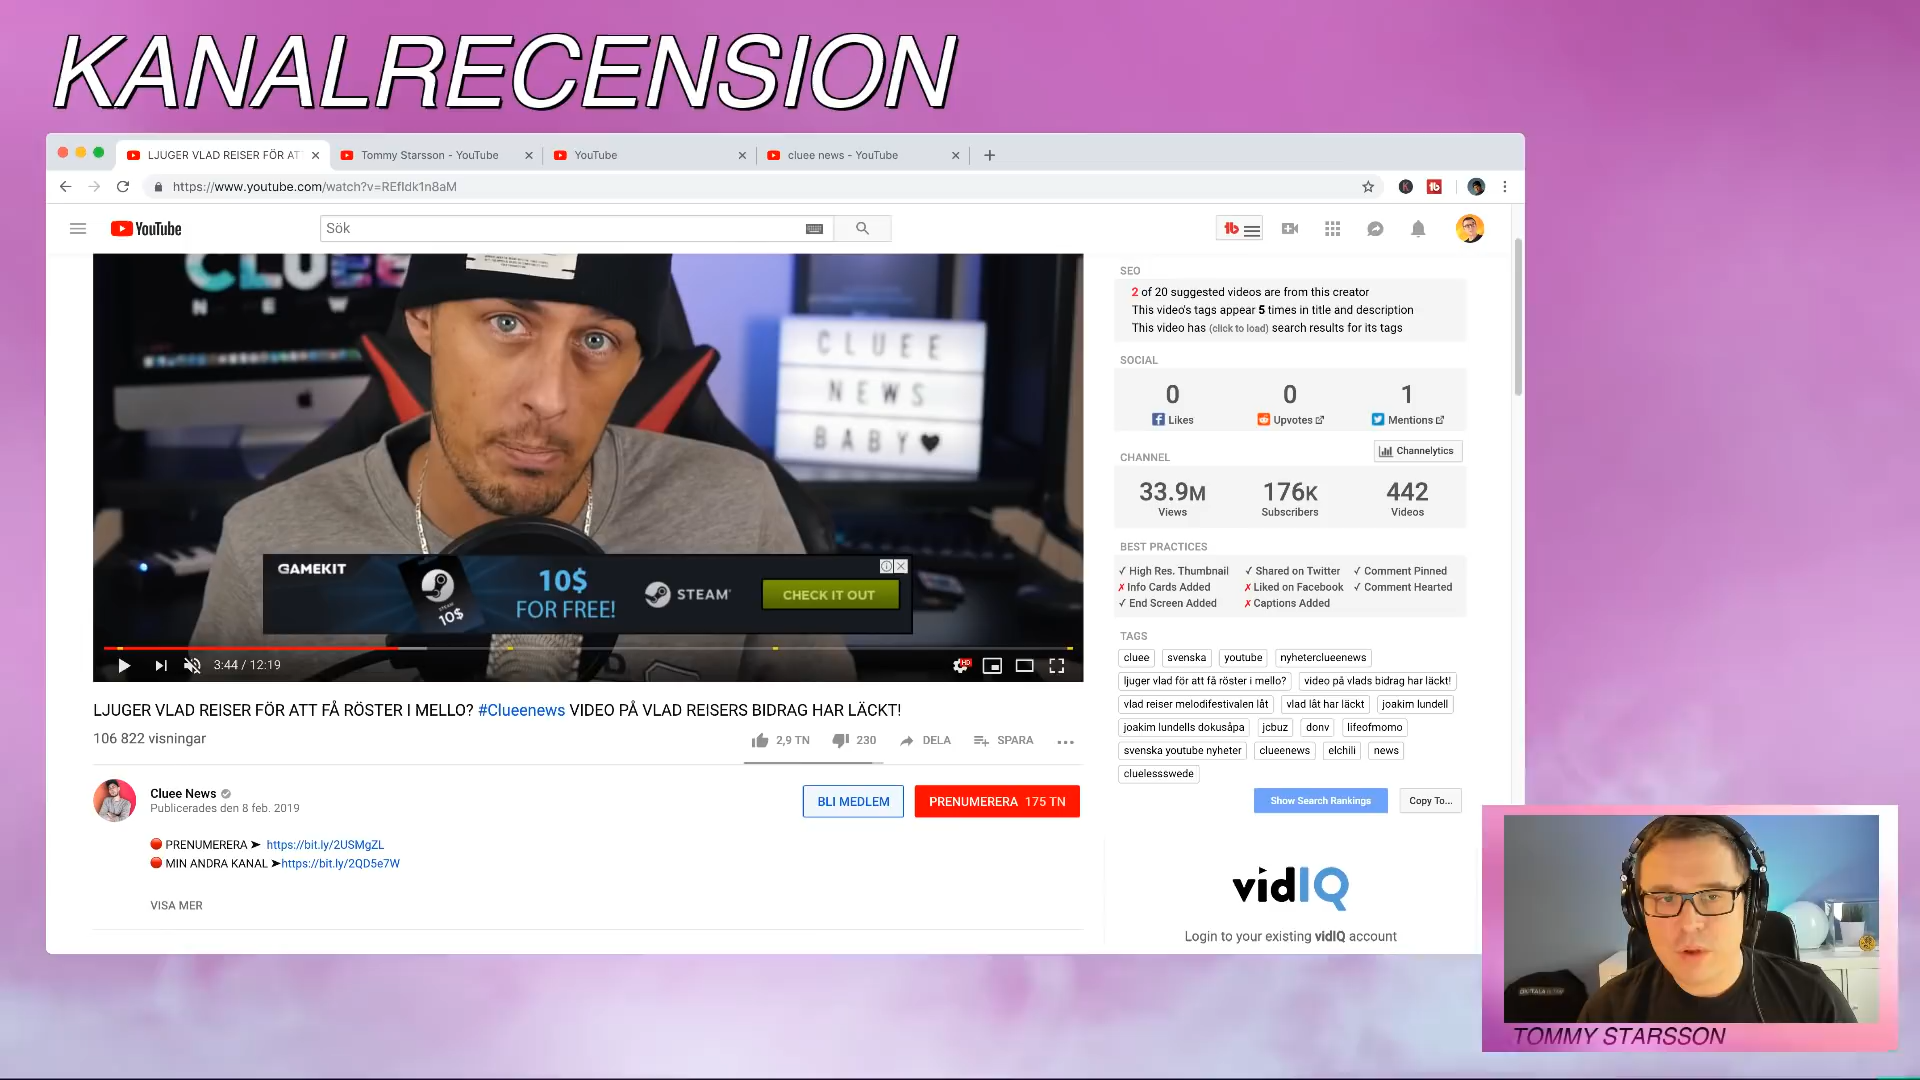 KANALRECENSION
LJUGER VLAD REISER FÖR ATT
Tommy Starsson - YouTube
YouTube
cluee news - YouTube
https://www.youtube.com/watch?v=REfIdk1n8aM
YouTube
Sök
CLUEE
NEW
CLUEE
NEWS
BABY
GAMEKIT
STEAM
10$
10$
FOR FREE!
STEAM
CHECK IT OUT
3:44 / 12:19
HD
LJUGER VLAD REISER FÖR ATT FÅ RÖSTER I MELLO? #Clueenews VIDEO PÅ VLAD REISERS BIDRAG HAR LÄCKT!
106 822 visningar
2,9 TN
230
DELA
SPARA
Cluee News
Publicerades den 8 feb. 2019
BLI MEDLEM
PRENUMERERA 175 TN
PRENUMERERA ➤ https://bit.ly/2USMgZL
MIN ANDRA KANAL ➤https://bit.ly/2QD5e7W
VISA MER
SEO
2 of 20 suggested videos are from this creator
This video's tags appear 5 times in title and description
This video has (click to load) search results for its tags
SOCIAL
0 0 1
Likes Upvotes Mentions
CHANNEL
Channelytics
33.9M 176K 442
Views Subscribers Videos
BEST PRACTICES
✓ High Res. Thumbnail ✓ Shared on Twitter ✓ Comment Pinned
✗ Info Cards Added ✗ Liked on Facebook ✓ Comment Hearted
✓ End Screen Added ✗ Captions Added
TAGS
cluee svenska youtube nyheterclueenews
ljuger vlad för att få röster i mello? video på vlads bidrag har läckt!
vlad reiser melodifestivalen låt vlad låt har läckt joakim lundell
joakim lundells dokusåpa jcbuz donv lifeofmomo
svenska youtube nyheter clueenews elchili news
cluelessswede
Show Search Rankings
Copy To...
vidIQ
Login to your existing vidIQ account
TOMMY STARSSON